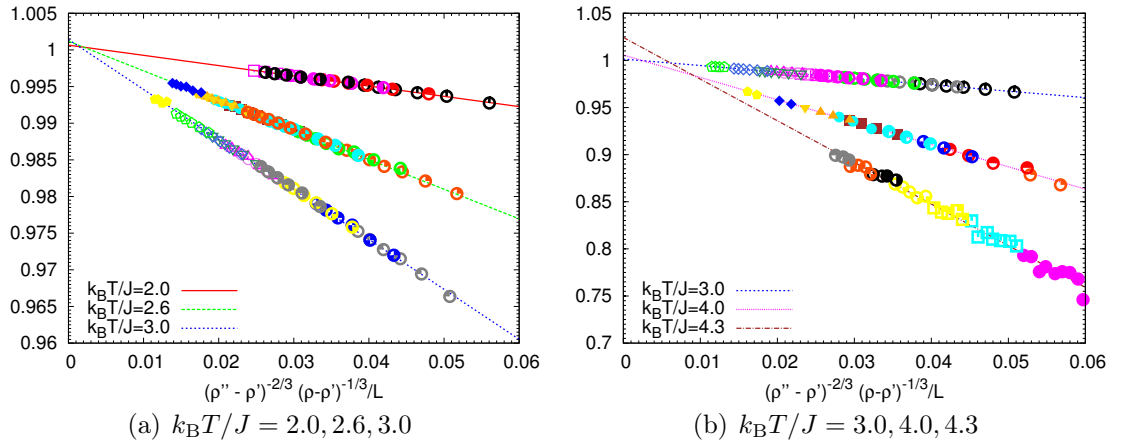 1.005
1
0.995
0.99
0.985
0.98
0.975
0.97
0.965
0.96
k_BT/J=2.0
k_BT/J=2.6
k_BT/J=3.0
0 0.01 0.02 0.03 0.04 0.05 0.06
(ρ'' - ρ')^-2/3 (ρ-ρ')^-1/3/L
(a) k_BT/J = 2.0, 2.6, 3.0
1.05
1
0.95
0.9
0.85
0.8
0.75
0.7
k_BT/J=3.0
k_BT/J=4.0
k_BT/J=4.3
0 0.01 0.02 0.03 0.04 0.05 0.06
(ρ'' - ρ')^-2/3 (ρ-ρ')^-1/3/L
(b) k_BT/J = 3.0, 4.0, 4.3